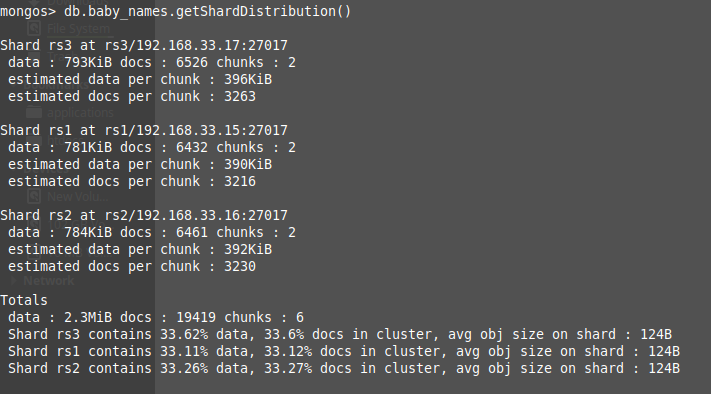 mongos> db.baby_names.getShardDistribution()
Shard rs3 at rs3/192.168.33.17:27017
data : 793KiB docs : 6526 chunks : 2
estimated data per chunk : 396KiB
estimated docs per chunk : 3263
Shard rs1 at rs1/192.168.33.15:27017
data : 781KiB docs : 6432 chunks : 2
estimated data per chunk : 390KiB
estimated docs per chunk : 3216
Shard rs2 at rs2/192.168.33.16:27017
data : 784KiB docs : 6461 chunks : 2
estimated data per chunk : 392KiB
estimated docs per chunk : 3230
Totals
data : 2.3MiB docs : 19419 chunks : 6
Shard rs3 contains 33.62% data, 33.6% docs in cluster, avg obj size on shard : 124B
Shard rs1 contains 33.11% data, 33.12% docs in cluster, avg obj size on shard : 124B
Shard rs2 contains 33.26% data, 33.27% docs in cluster, avg obj size on shard : 124B
File System
applications
New Volu...
Network